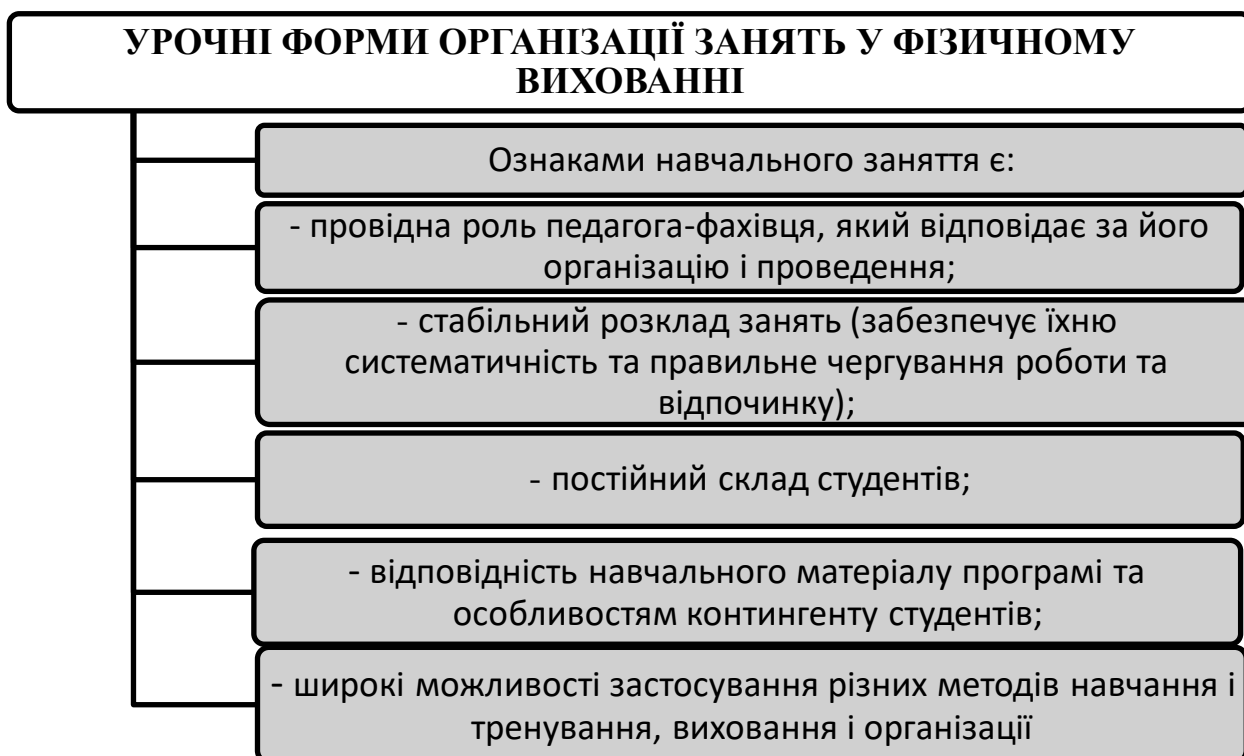 УРОЧНІ ФОРМИ ОРГАНІЗАЦІЇ ЗАНЯТЬ У ФІЗИЧНОМУ
ВИХОВАННІ
Ознаками навчального заняття є:
- провідна роль педагога-фахівця, який відповідає за його
організацію і проведення;
- стабільний розклад занять (забезпечує їхню
систематичність та правильне чергування роботи та
відпочинку);
- постійний склад студентів;
- відповідність навчального матеріалу програмі та
особливостям контингенту студентів;
- широкі можливості застосування різних методів навчання і
тренування, виховання і організації